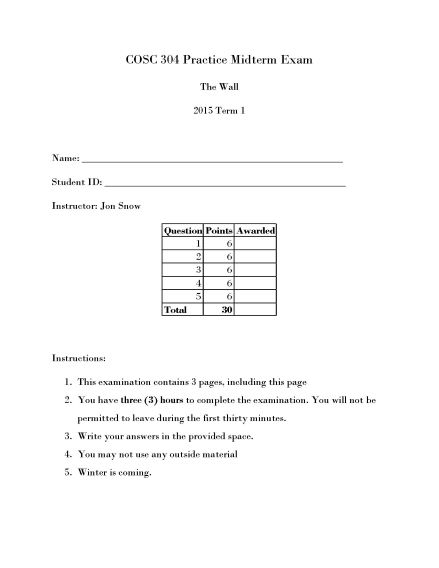 COSC 304 Practice Midterm Exam
The Wall
2015 Term 1
Name: ____________________________________________
Student ID: ________________________________________
Instructor: Jon Snow
Question Points Awarded
1 6
2 6
3 6
4 6
5 6
Total 30
Instructions:
1. This examination contains 3 pages, including this page
2. You have three (3) hours to complete the examination. You will not be
permitted to leave during the first thirty minutes.
3. Write your answers in the provided space.
4. You may not use any outside material
5. Winter is coming.